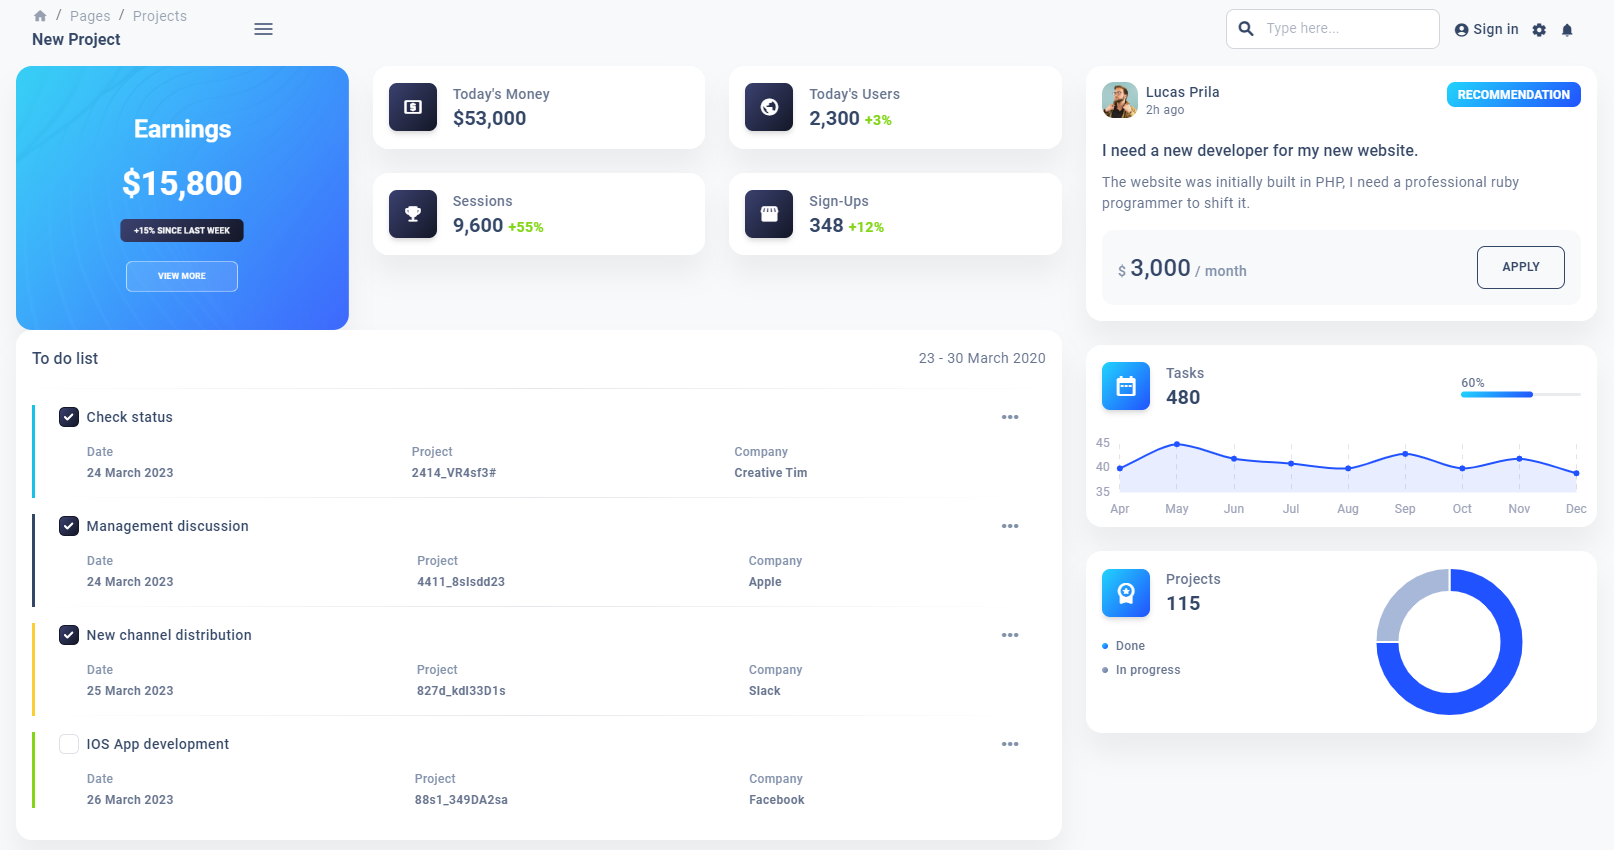 / Pages / Projects
New Project
Type here...
Sign in
Earnings
$15,800
+15% SINCE LAST WEEK
VIEW MORE
Today's Money
$53,000
Today's Users
2,300 +3%
Sessions
9,600 +55%
Sign-Ups
348 +12%
Lucas Prila
2h ago
RECOMMENDATION
I need a new developer for my new website.
The website was initially built in PHP, I need a professional ruby
programmer to shift it.
$ 3,000 / month
APPLY
To do list
23 - 30 March 2020
Check status
Date Project Company
24 March 2023 2414_VR4sf3# Creative Tim
Management discussion
Date Project Company
24 March 2023 4411_8slsdd23 Apple
New channel distribution
Date Project Company
25 March 2023 827d_kdl33D1s Slack
IOS App development
Date Project Company
26 March 2023 88s1_349DA2sa Facebook
Tasks
480
60%
45
40
35
Apr May Jun Jul Aug Sep Oct Nov Dec
Projects
115
Done
In progress